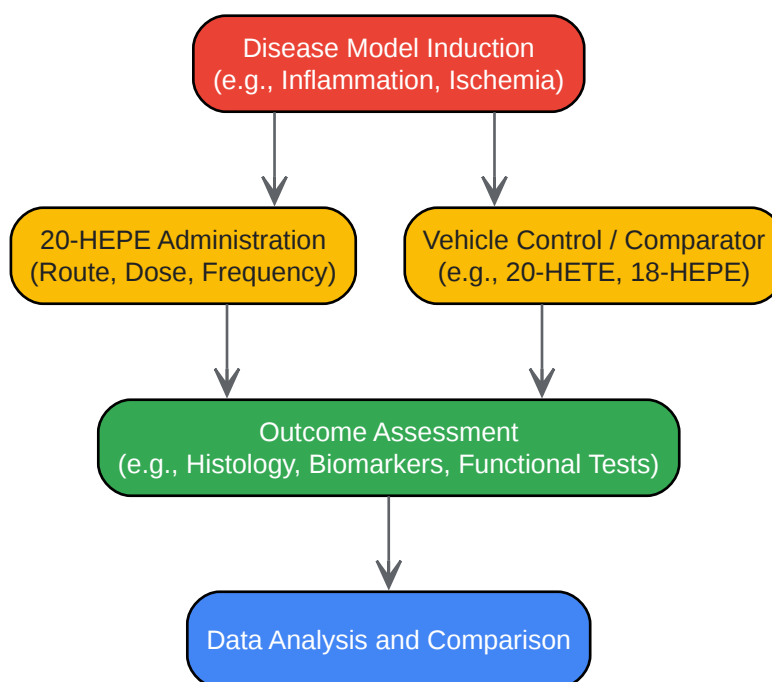 Disease Model Induction
(e.g., Inflammation, Ischemia)
20-HEPE Administration
(Route, Dose, Frequency)
Vehicle Control / Comparator
(e.g., 20-HETE, 18-HEPE)
Outcome Assessment
(e.g., Histology, Biomarkers, Functional Tests)
Data Analysis and Comparison